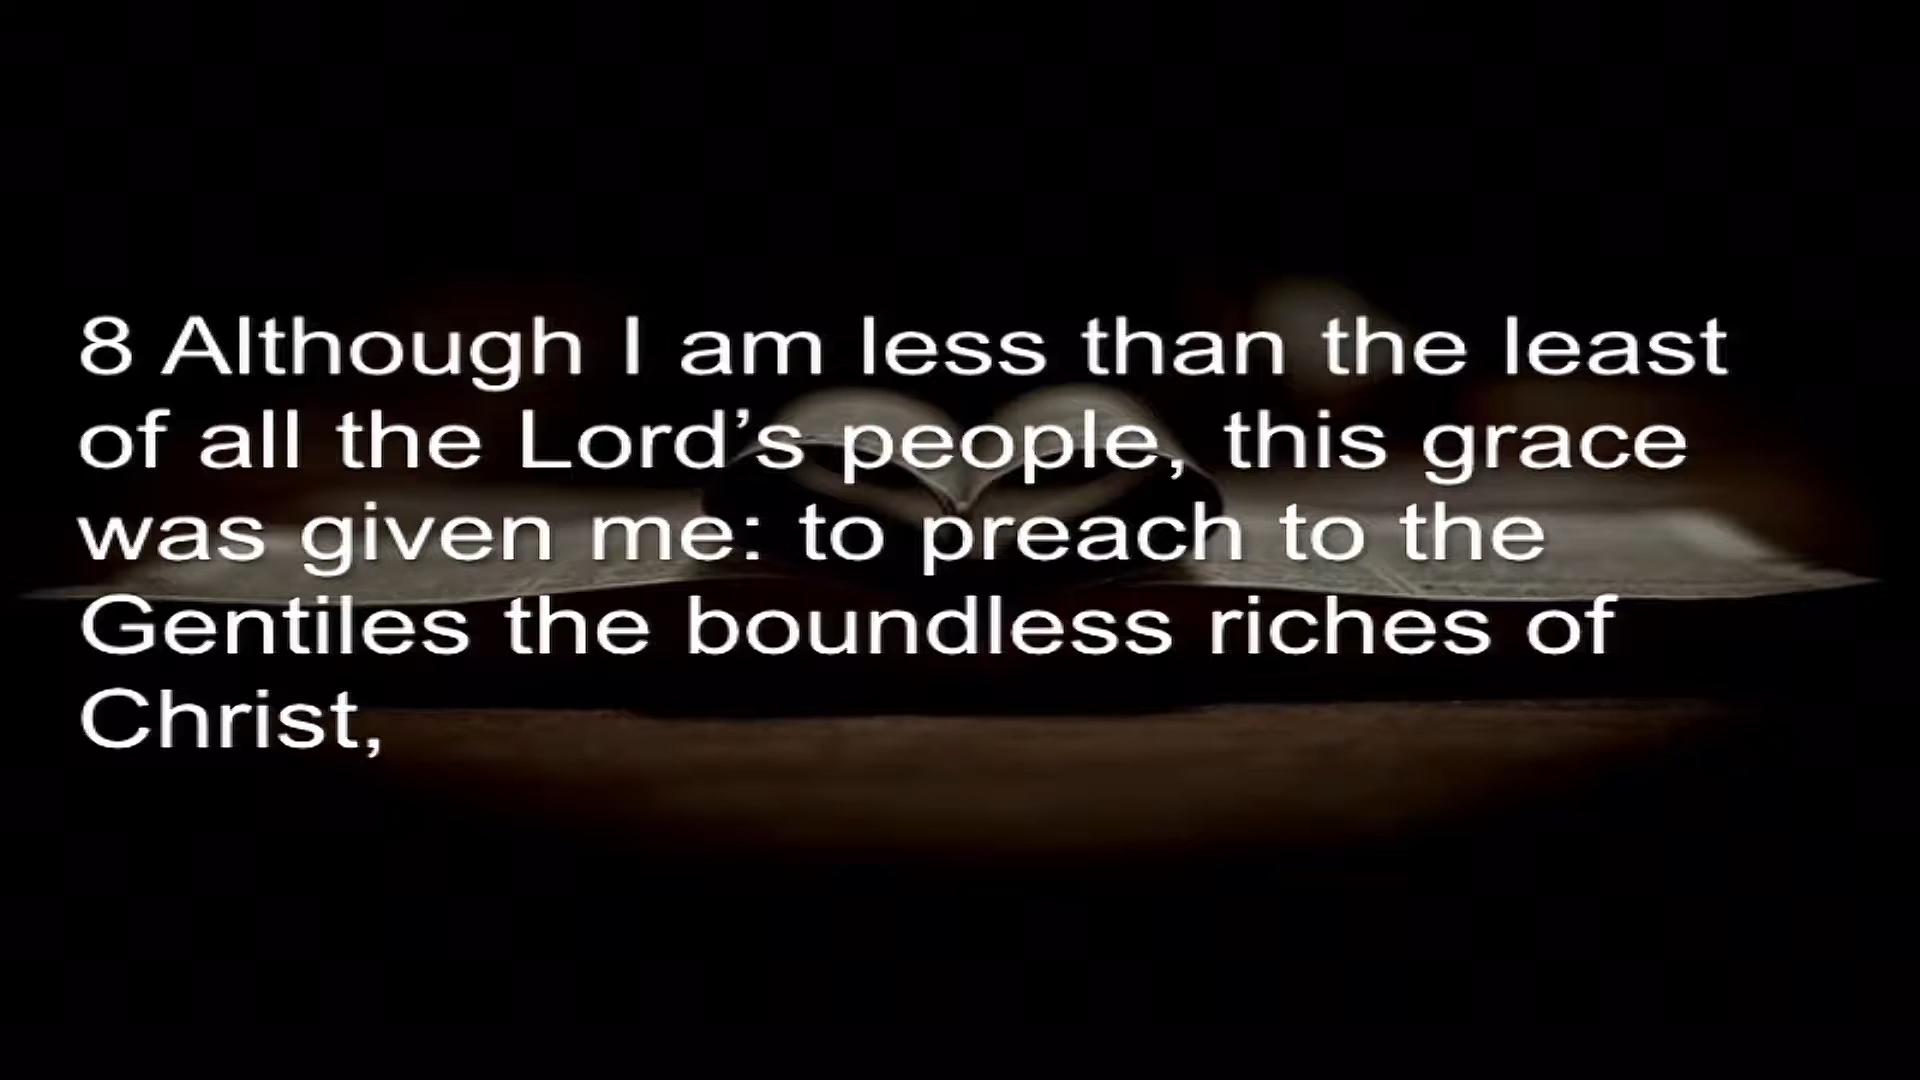 8 Although I am less than the least
of all the Lord’s people, this grace
was given me: to preach to the
Gentiles the boundless riches of
Christ,